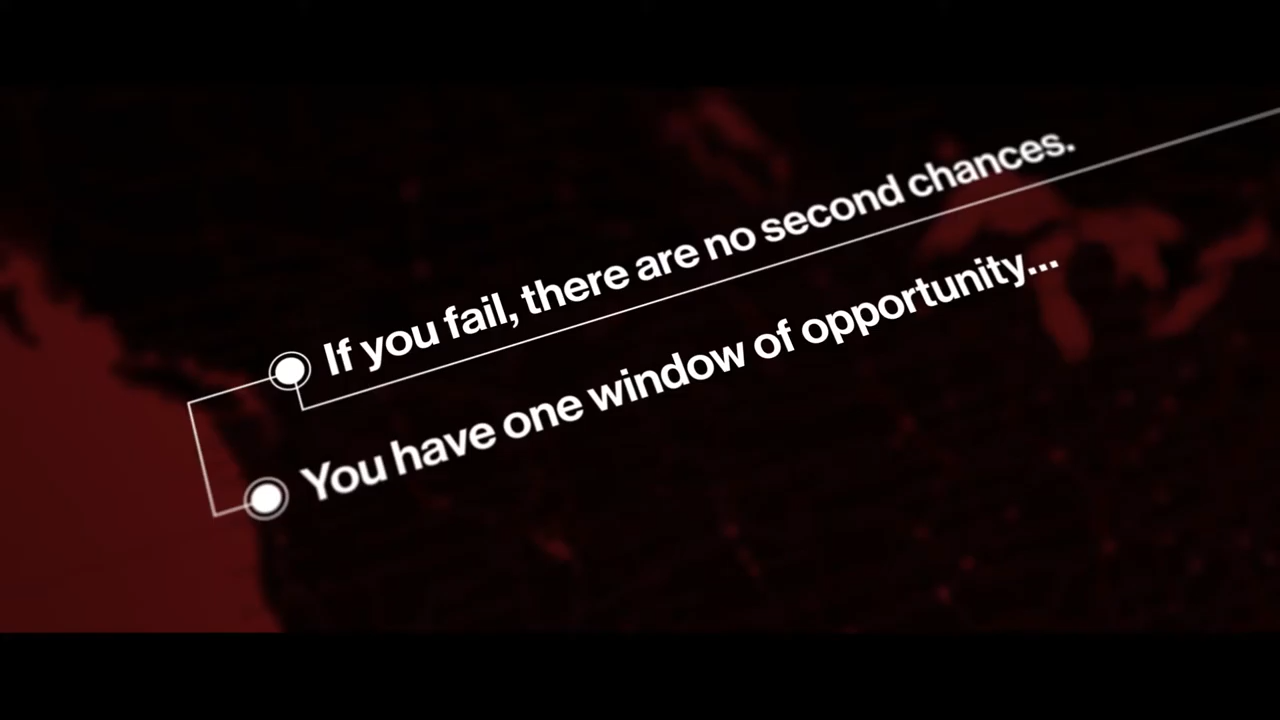 If you fail, there are no second chances.
You have one window of opportunity...